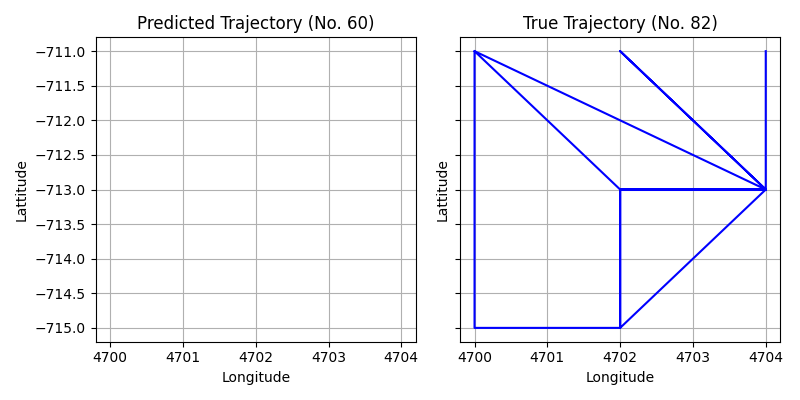 Predicted Trajectory (No. 60)
True Trajectory (No. 82)
−711.0
−711.5
−712.0
−712.5
−713.0
−713.5
−714.0
−714.5
−715.0
Lattitude
Lattitude
4700 4701 4702 4703 4704
4700 4701 4702 4703 4704
Longitude
Longitude